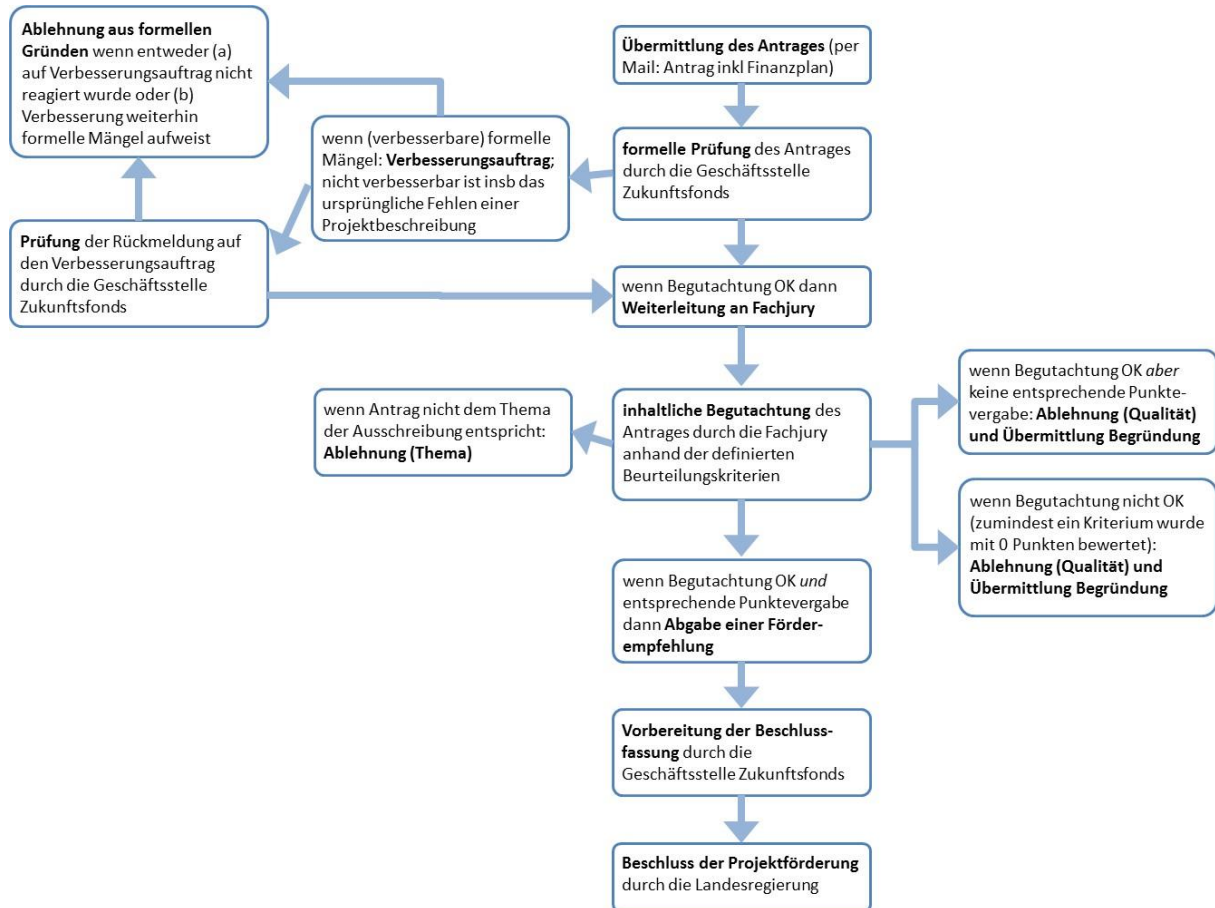 Ablehnung aus formellen
Gründen wenn entweder (a)
auf Verbesserungsauftrag nicht
reagiert wurde oder (b)
Verbesserung weiterhin
formelle Mängel aufweist
Übermittlung des Antrages (per
Mail: Antrag inkl Finanzplan)
wenn (verbesserbare) formelle
Mängel: Verbesserungsauftrag;
nicht verbesserbar ist insb das
ursprüngliche Fehlen einer
Projektbeschreibung
formelle Prüfung des Antrages
durch die Geschäftsstelle
Zukunftsfonds
Prüfung der Rückmeldung auf
den Verbesserungsauftrag
durch die Geschäftsstelle
Zukunftsfonds
wenn Begutachtung OK dann
Weiterleitung an Fachjury
wenn Antrag nicht dem Thema
der Ausschreibung entspricht:
Ablehnung (Thema)
inhaltliche Begutachtung des
Antrages durch die Fachjury
anhand der definierten
Beurteilungskriterien
wenn Begutachtung OK aber
keine entsprechende Punkte-
vergabe: Ablehnung (Qualität)
und Übermittlung Begründung
wenn Begutachtung nicht OK
(zumindest ein Kriterium wurde
mit 0 Punkten bewertet):
Ablehnung (Qualität) und
Übermittlung Begründung
wenn Begutachtung OK und
entsprechende Punktevergabe
dann Abgabe einer Förder-
empfehlung
Vorbereitung der Beschluss-
fassung durch die
Geschäftsstelle Zukunftsfonds
Beschluss der Projektförderung
durch die Landesregierung